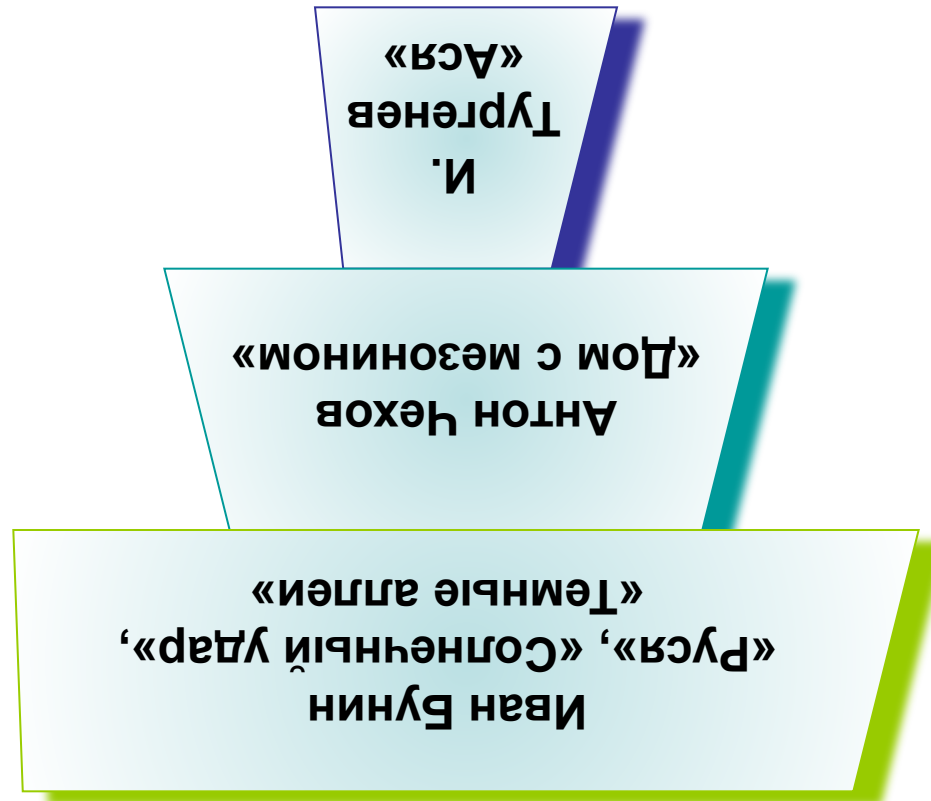 Иван Бунин
«Руся», «Солнечный удар»,
«Темные аллеи»
Антон Чехов
«Дом с мезонином»
И.
Тургенев
«Ася»